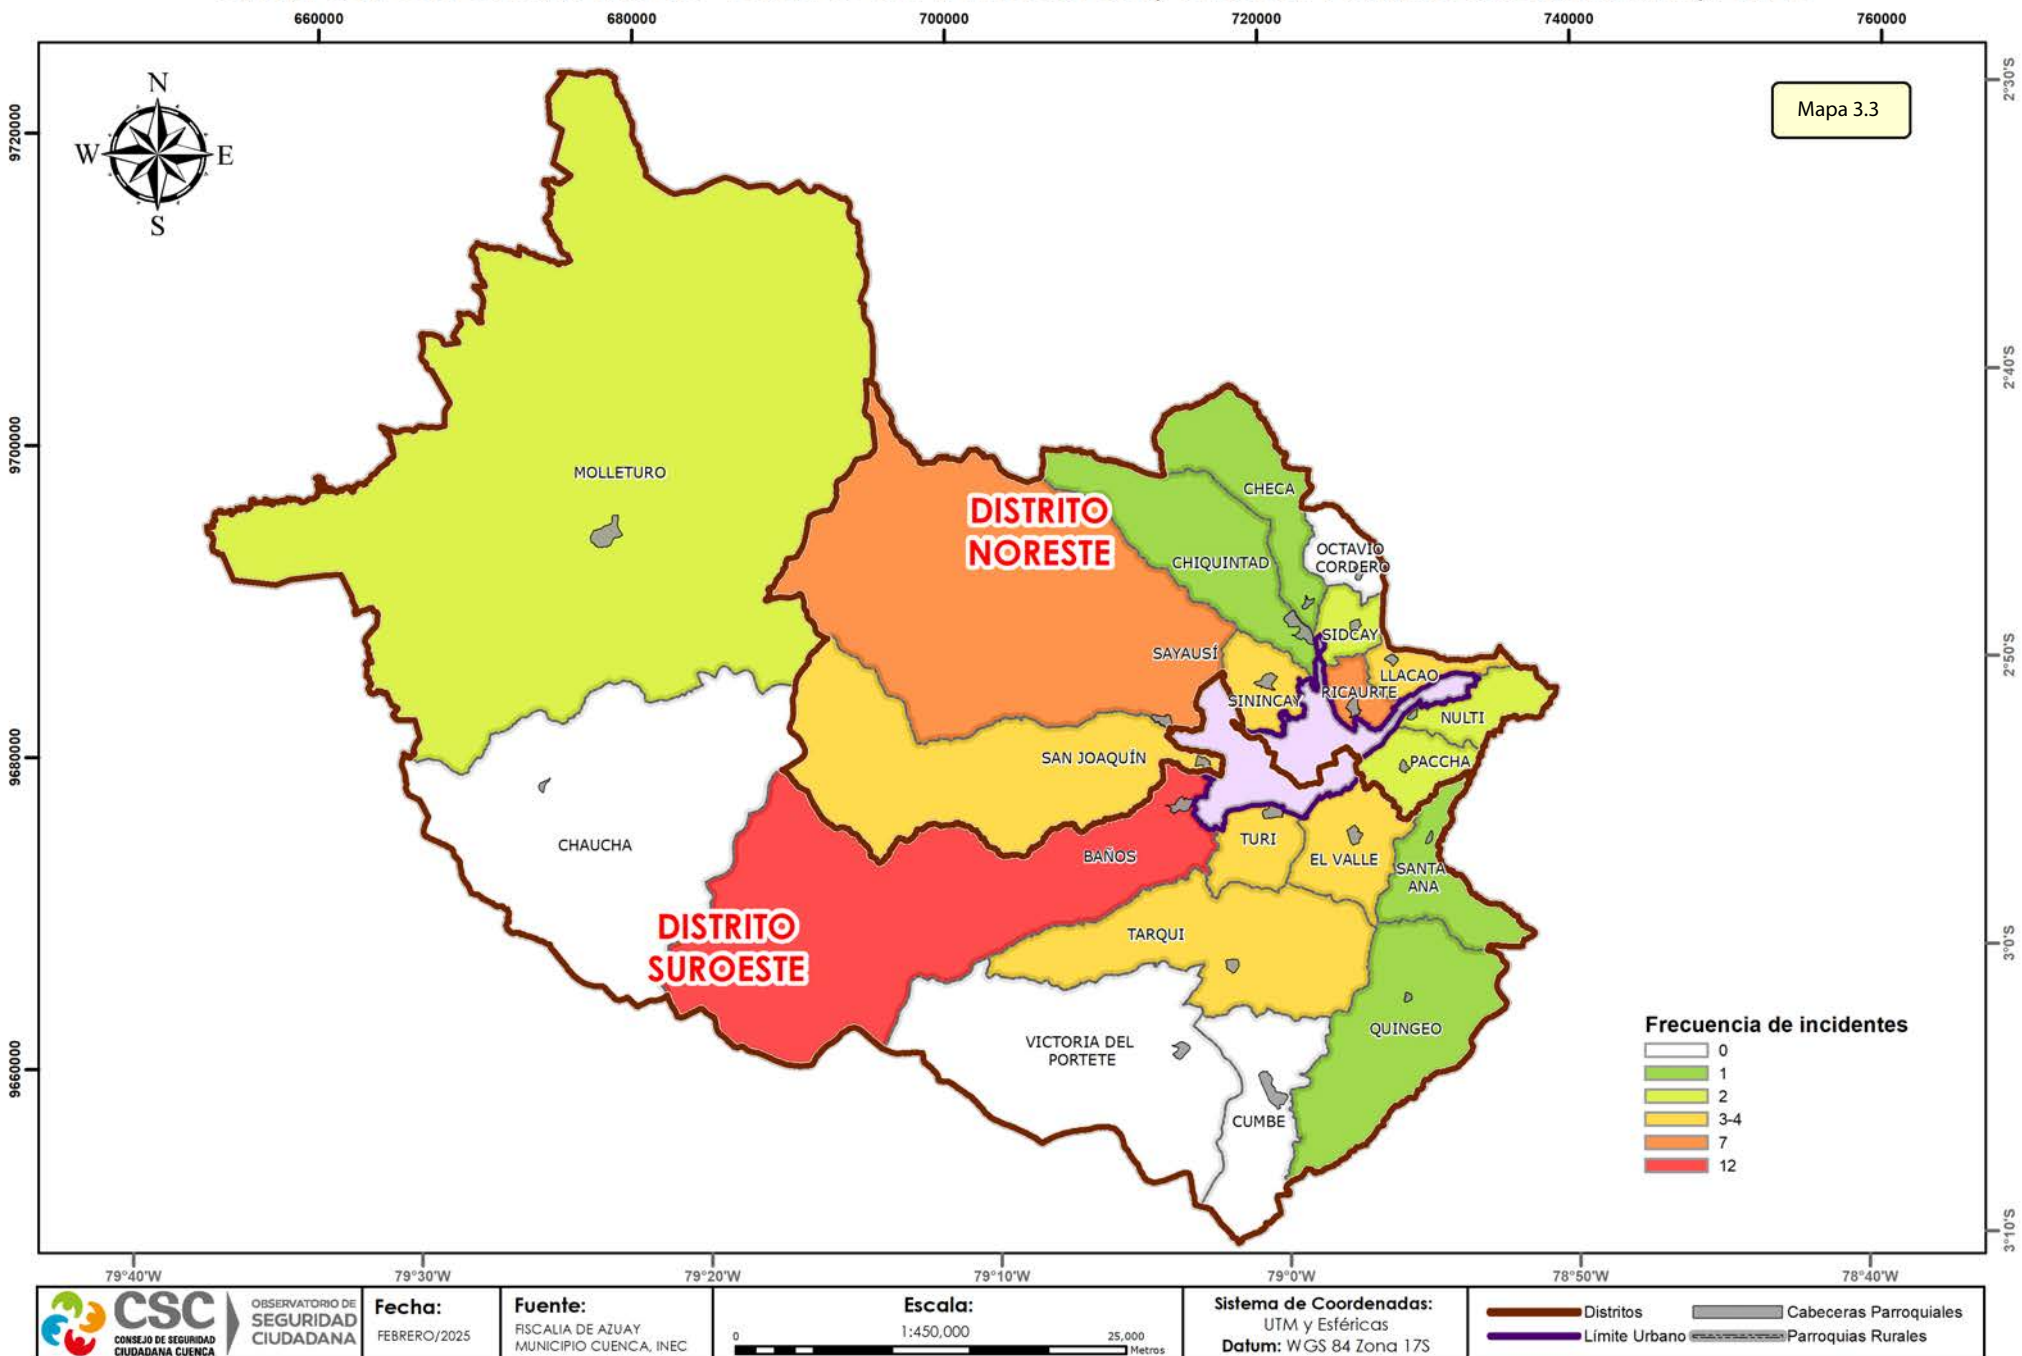 660000 680000 700000 720000 740000 760000
Mapa 3.3
N
W E
S
9720000
9700000
9680000
9660000
2°30'S
2°40'S
2°50'S
3°0'S
3°10'S
MOLLETURO
DISTRITO
NORESTE
CHECA
OCTAVIO
CORDERO
CHIQUINTAD
SIDCAY
SAYAUSÍ
LLACAO
SININCAY
RICAURTE
NULTI
SAN JOAQUÍN
PACCHA
CHAUCHA
TURI
BAÑOS
EL VALLE
SANTA
ANA
DISTRITO
SUROESTE
TARQUI
QUINGEO
VICTORIA DEL
PORTETE
CUMBE
Frecuencia de incidentes
0
1
2
3-4
7
12
79°40'W 79°30'W 79°20'W 79°10'W 79°0'W 78°50'W 78°40'W
CSC
CONSEJO DE SEGURIDAD
CIUDADANA CUENCA
OBSERVATORIO DE
SEGURIDAD
CIUDADANA
Fecha:
FEBRERO/2025
Fuente:
FISCALIA DE AZUAY
MUNICIPIO CUENCA, INEC
Escala:
1:450,000
0 25,000
Metros
Sistema de Coordenadas:
UTM y Esféricas
Datum: WGS 84 Zona 17S
Distritos
Límite Urbano
Cabeceras Parroquiales
Parroquias Rurales